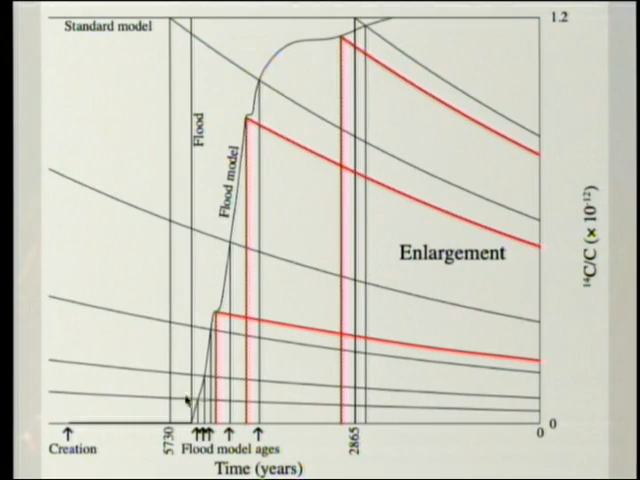 Standard model
1.2
Flood
Flood model
Enlargement
¹⁴C/C (× 10⁻¹²)
0
Creation
5730
Flood model ages
2865
0
Time (years)